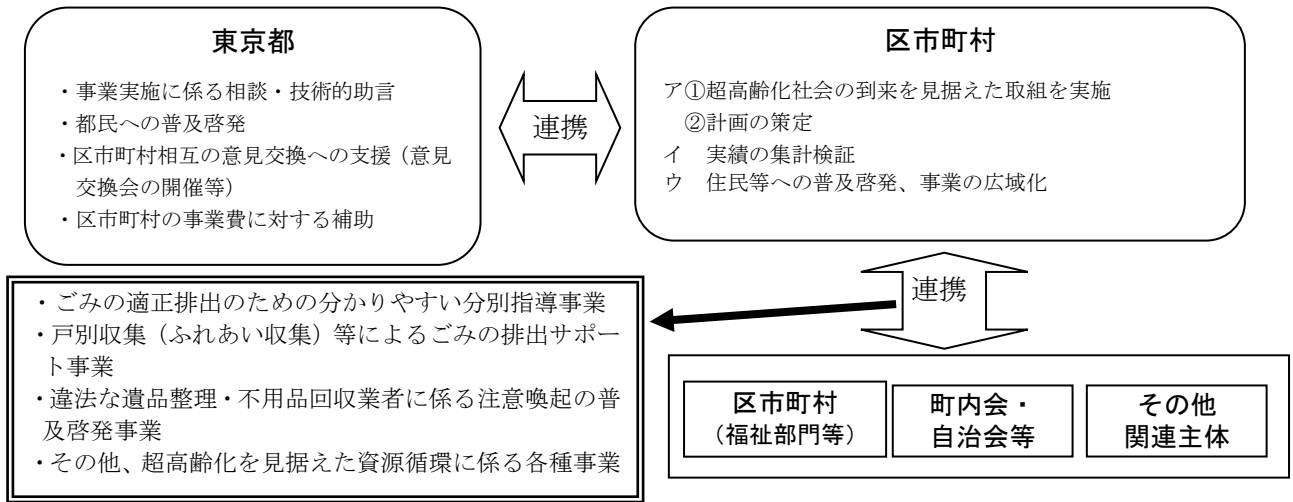 東京都
・事業実施に係る相談・技術的助言
・都民への普及啓発
・区市町村相互の意見交換への支援（意見
交換会の開催等）
・区市町村の事業費に対する補助
連携
区市町村
ア①超高齢化社会の到来を見据えた取組を実施
②計画の策定
イ　実績の集計検証
ウ　住民等への普及啓発、事業の広域化
連携
・ごみの適正排出のための分かりやすい分別指導事業
・戸別収集（ふれあい収集）等によるごみの排出サポー
ト事業
・違法な遺品整理・不用品回収業者に係る注意喚起の普
及啓発事業
・その他、超高齢化を見据えた資源循環に係る各種事業
区市町村
（福祉部門等）
町内会・
自治会等
その他
関連主体